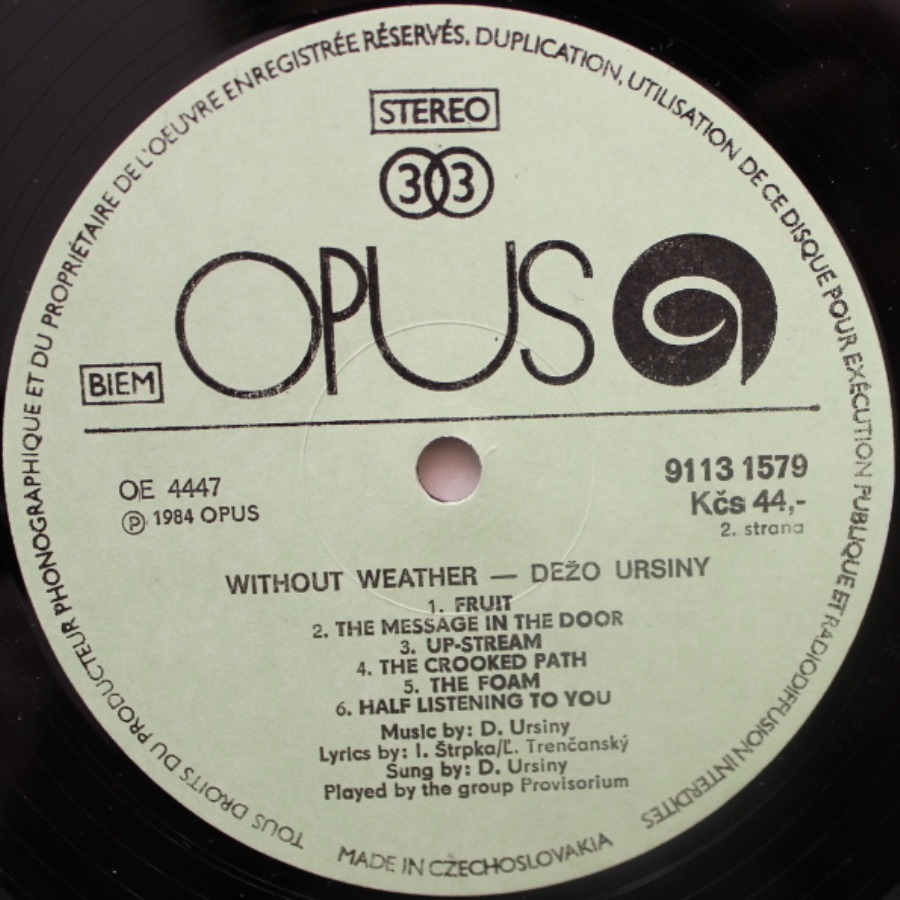 TOUS DROITS DU PRODUCTEUR PHONOGRAPHIQUE ET DU PROPRIÉTAIRE DE L'OEUVRE ENREGISTRÉE RÉSERVÉS. DUPLICATION, UTILISATION DE CE DISQUE POUR EXÉCUTION PUBLIQUE ET RADIODIFFUSION INTERDITES
STEREO
33
OPUS
BIEM
OE 4447
℗ 1984 OPUS
9113 1579
Kčs 44,-
2. strana
WITHOUT WEATHER — DEŽO URSINY
1. FRUIT
2. THE MESSAGE IN THE DOOR
3. UP-STREAM
4. THE CROOKED PATH
5. THE FOAM
6. HALF LISTENING TO YOU
Music by: D. Ursiny
Lyrics by: I. Štrpka/Ľ. Trenčanský
Sung by: D. Ursiny
Played by the group Provisorium
MADE IN CZECHOSLOVAKIA